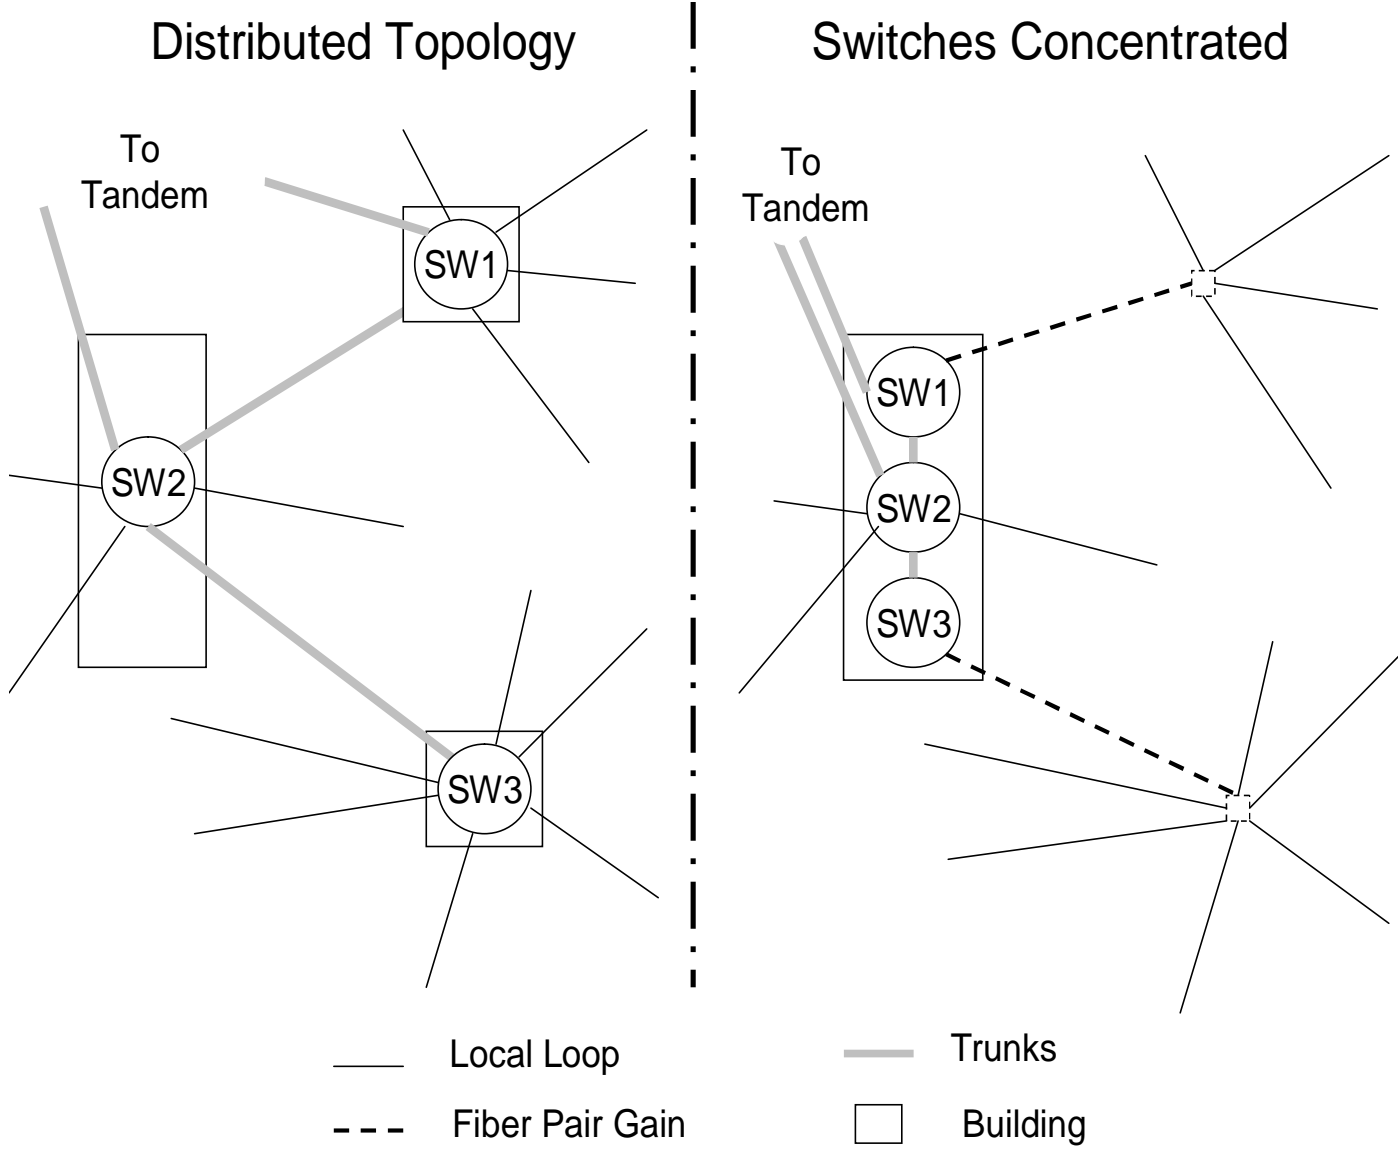 Distributed Topology
Switches Concentrated
To
Tandem
SW1
SW2
SW3
To
Tandem
SW1
SW2
SW3
Local Loop
Trunks
Fiber Pair Gain
Building